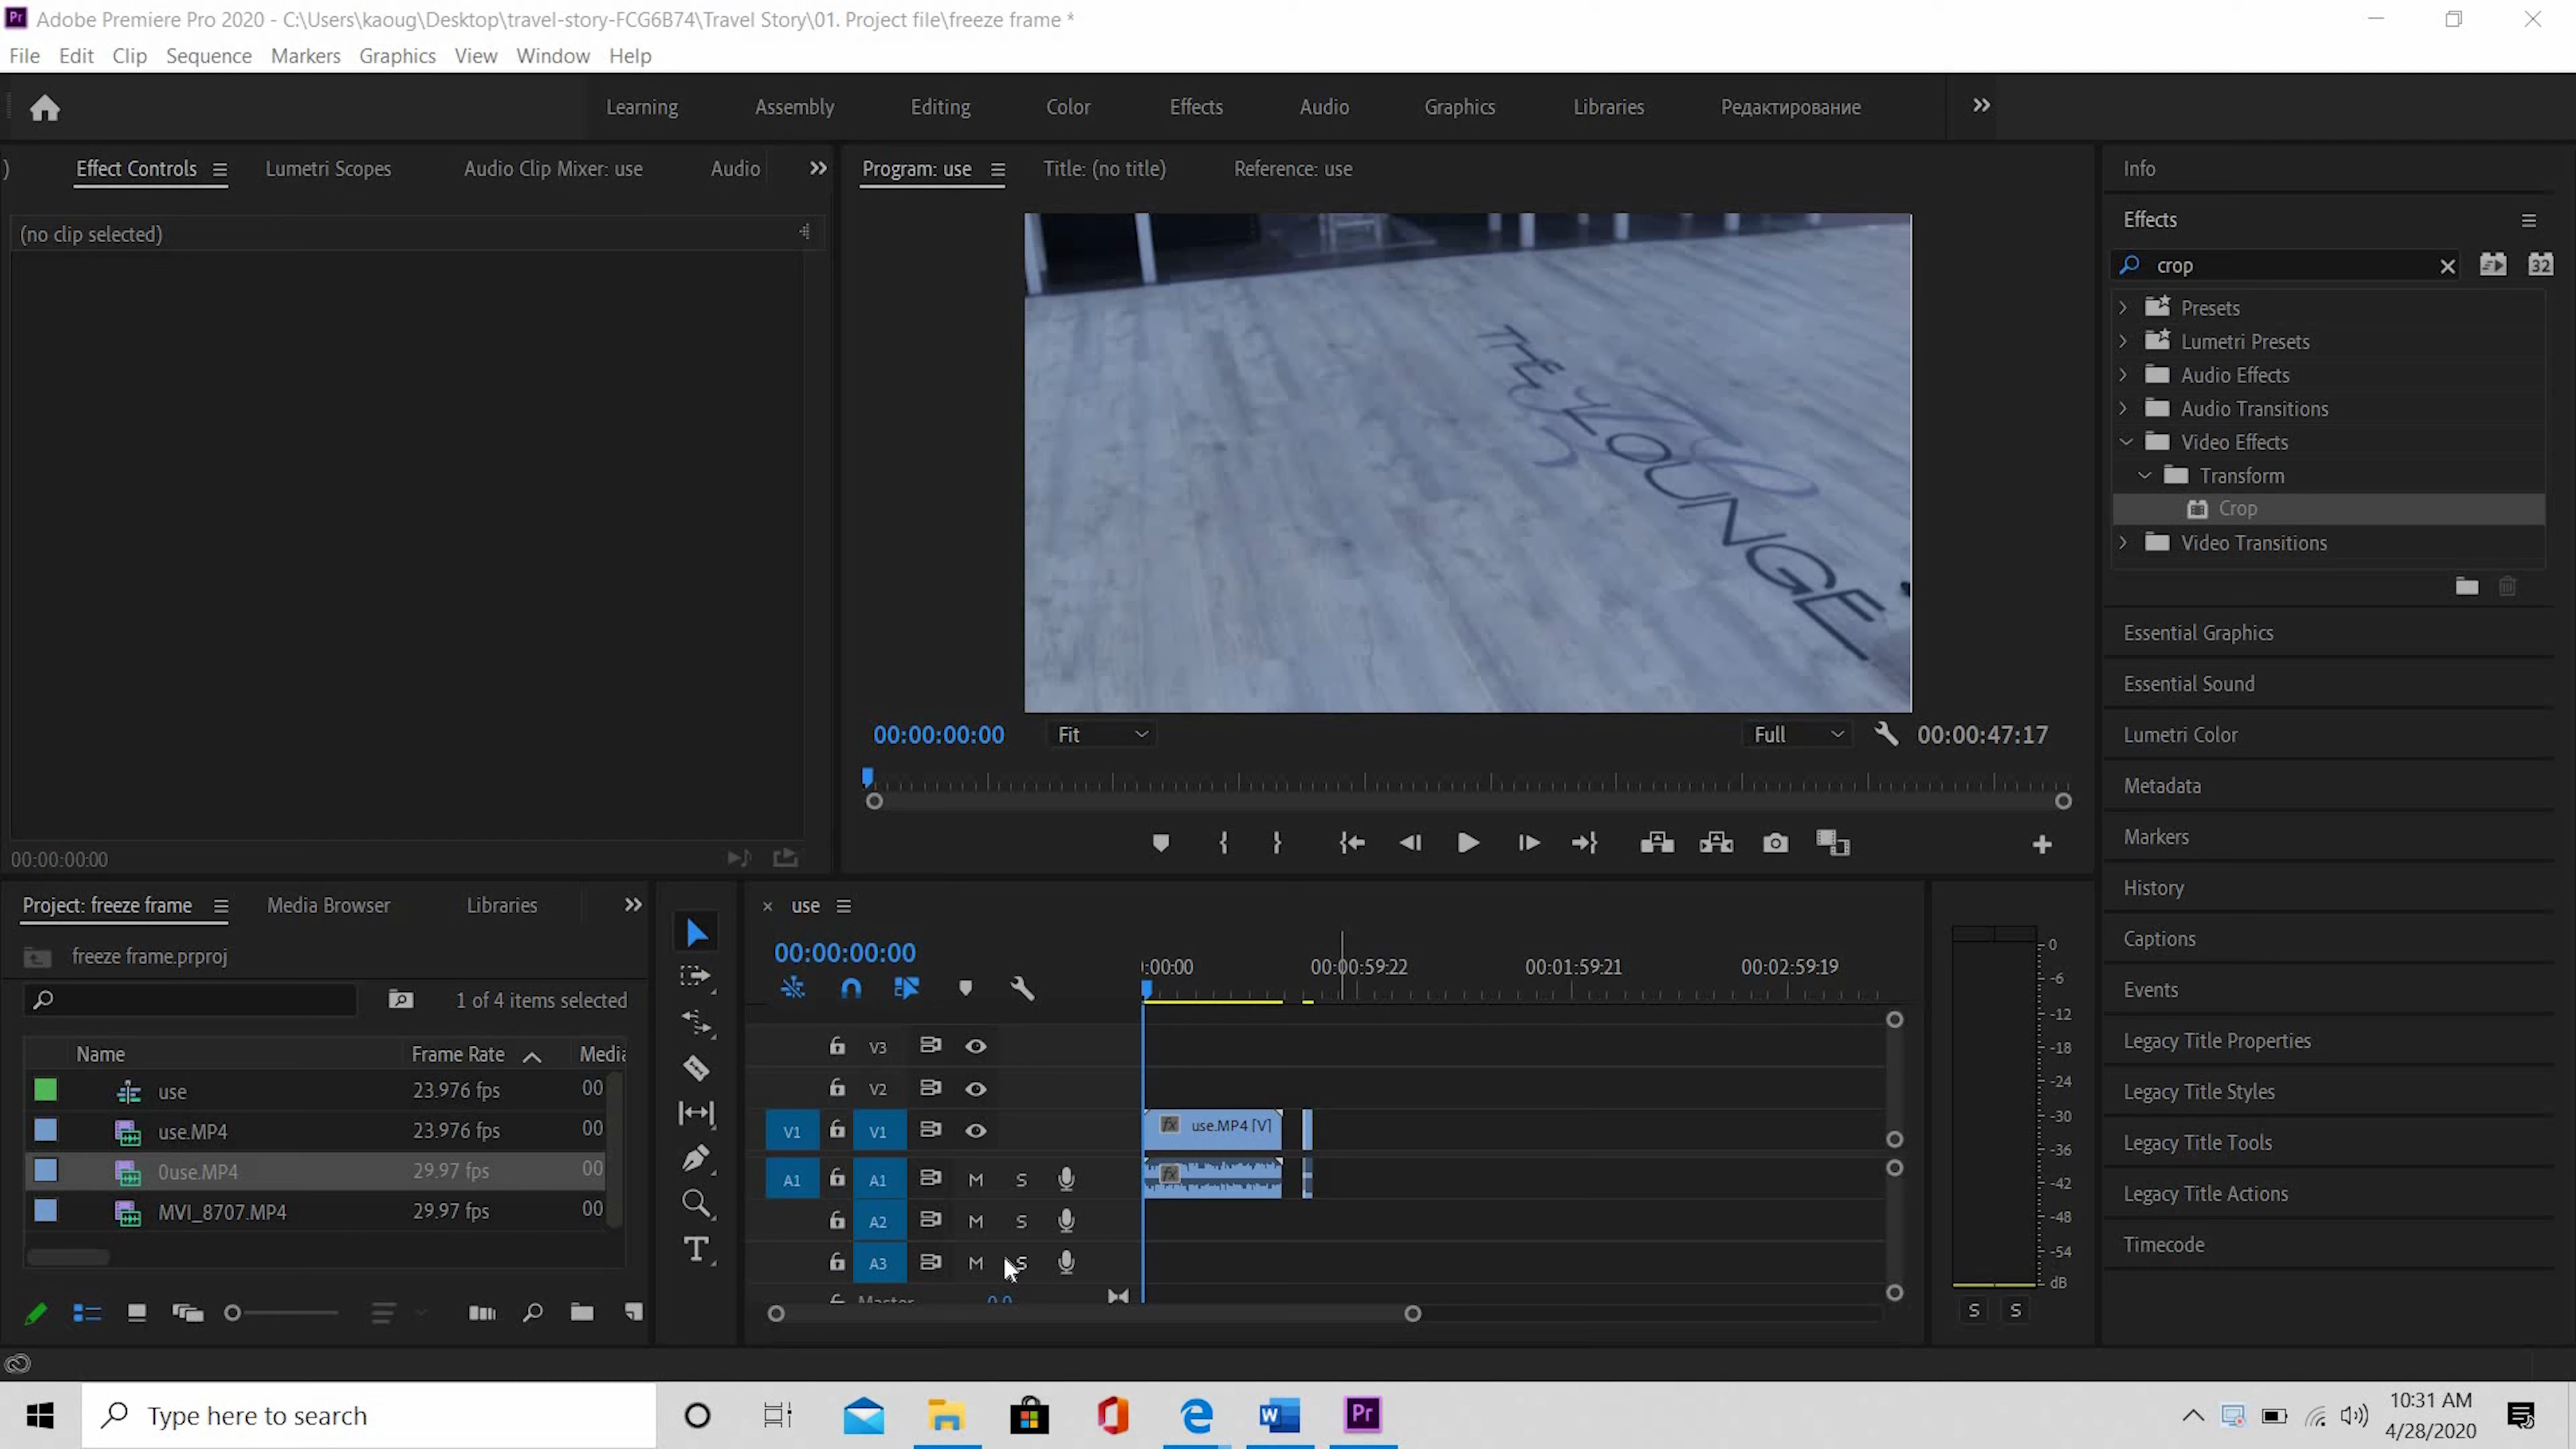 Adobe Premiere Pro 2020 - C:\Users\kaoug\Desktop\travel-story-FCG6B74\Travel Story\01. Project file\freeze frame *
File Edit Clip Sequence Markers Graphics View Window Help
Learning Assembly Editing Color Effects Audio Graphics Libraries Редактирование
Effect Controls Lumetri Scopes Audio Clip Mixer: use Audio
Program: use Title: (no title) Reference: use
Info
(no clip selected)
Effects
crop
32
Presets
Lumetri Presets
Audio Effects
Audio Transitions
Video Effects
Transform
Crop
Video Transitions
THE
LOUNGE
Essential Graphics
Essential Sound
Lumetri Color
Metadata
Markers
History
Captions
Events
Legacy Title Properties
Legacy Title Styles
Legacy Title Tools
Legacy Title Actions
Timecode
00:00:00:00 Fit Full 00:00:47:17
00:00:00:00
Project: freeze frame Media Browser Libraries
freeze frame.prproj
1 of 4 items selected
Name Frame Rate Media
use 23.976 fps 00
use.MP4 23.976 fps 00
0use.MP4 29.97 fps 00
MVI_8707.MP4 29.97 fps 00
use
00:00:00:00
:00:00 00:00:59:22 00:01:59:21 00:02:59:19
V3
V2
V1 V1 fx use.MP4 [V]
A1 A1 M S fx
A2 M S
A3 M S
Master 0.0
0
-6
-12
-18
-24
-30
-36
-42
-48
-54
dB
S S
Type here to search
10:31 AM
4/28/2020